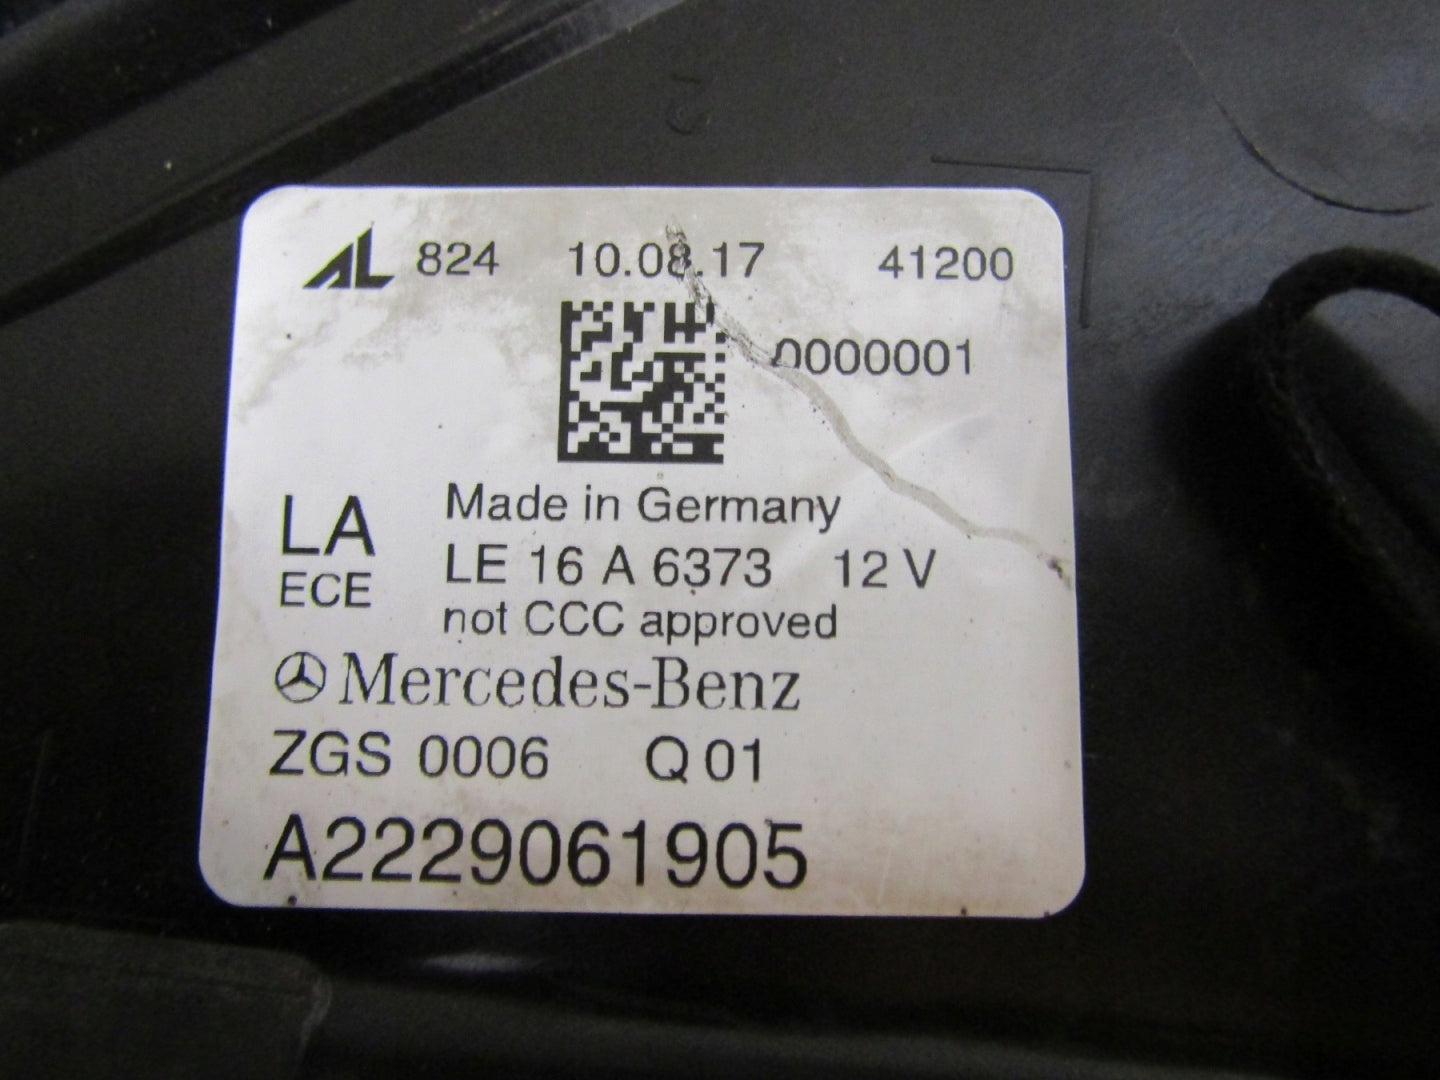 AL 824 10.08.17 41200
0000001
Made in Germany
LA LE 16 A 6373 12 V
ECE not CCC approved
Mercedes-Benz
ZGS 0006 Q 01
A2229061905